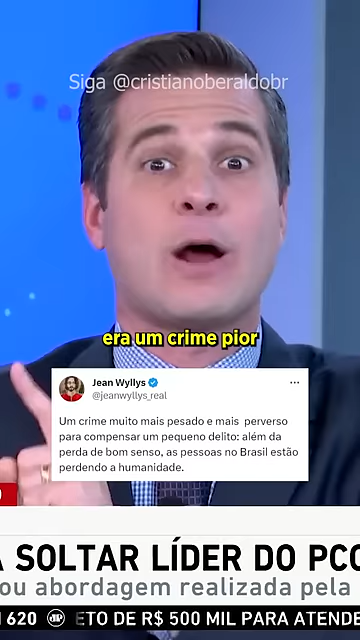 Siga @cristianoberaldobr
era um crime pior
Jean Wyllys
@jeanwyllys_real
Um crime muito mais pesado e mais perverso
para compensar um pequeno delito: além da
perda de bom senso, as pessoas no Brasil estão
perdendo a humanidade.
A SOLTAR LÍDER DO PCC
ou abordagem realizada pela
620 JP ETO DE R$ 500 MIL PARA ATENDE